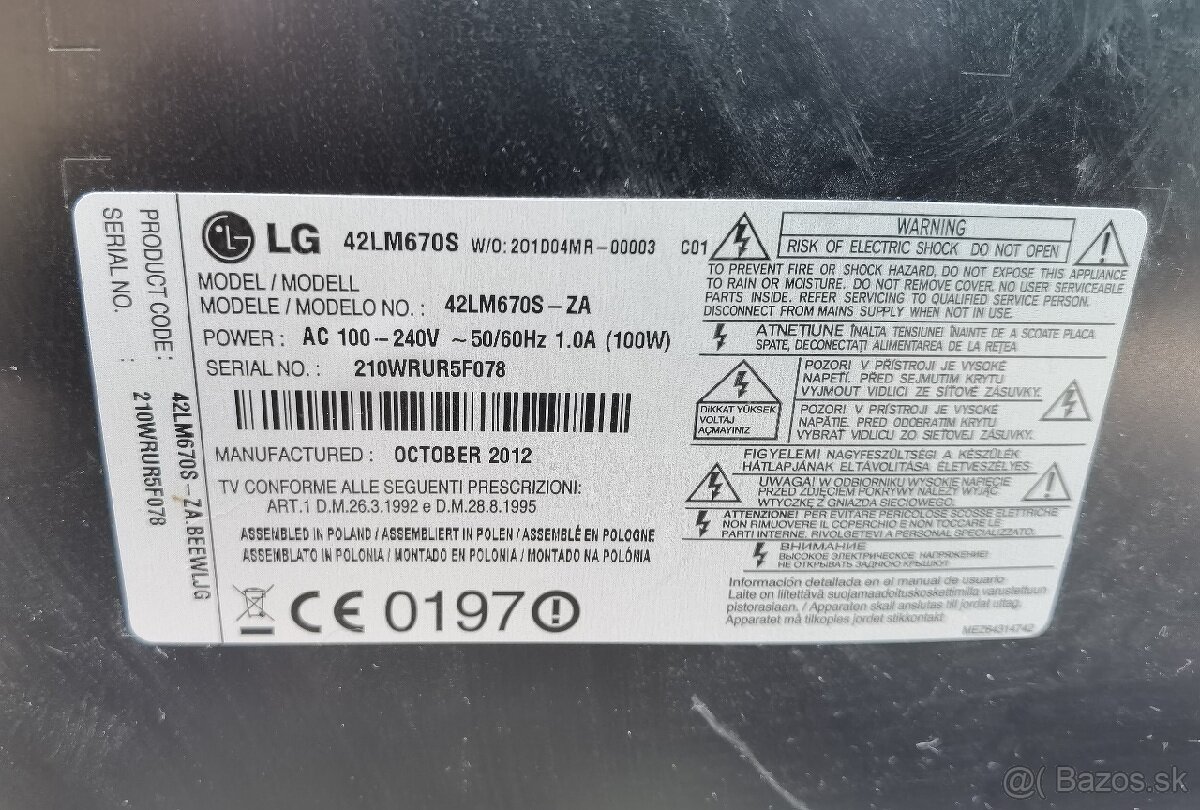 PRODUCT CODE: 42LM670S-ZA.BEEWLJG
SERIAL NO. : 210WRUR5F078
LG 42LM670S W/O: 201D04MR-00003 C01
MODEL / MODELL
MODELE / MODELO NO. : 42LM670S-ZA
POWER : AC 100-240V ~50/60Hz 1.0A (100W)
SERIAL NO. : 210WRUR5F078
MANUFACTURED : OCTOBER 2012
TV CONFORME ALLE SEGUENTI PRESCRIZIONI:
ART.1 D.M.26.3.1992 e D.M.28.8.1995
ASSEMBLED IN POLAND / ASSEMBLIERT IN POLEN / ASSEMBLÉ EN POLOGNE
ASSEMBLATO IN POLONIA / MONTADO EN POLONIA / MONTADO NA POLÓNIA
CE 0197
WARNING
RISK OF ELECTRIC SHOCK DO NOT OPEN
TO PREVENT FIRE OR SHOCK HAZARD, DO NOT EXPOSE THIS APPLIANCE
TO RAIN OR MOISTURE. DO NOT REMOVE COVER. NO USER SERVICEABLE
PARTS INSIDE. REFER SERVICING TO QUALIFIED SERVICE PERSON.
DISCONNECT FROM MAINS SUPPLY WHEN NOT IN USE.
ATNEŢIUNE ÎNALTA TENSIUNE! ÎNAINTE DE A SCOATE PLACA
SPATE, DECONECTAŢI ALIMENTAREA DE LA REŢEA
DIKKAT YÜKSEK
VOLTAJ
AÇMAYINIZ
POZOR! V PŘÍSTROJI JE VYSOKÉ
NAPĚTÍ. PŘED SEJMUTIM KRYTU
VYJMOUT VIDLICI ZE SÍŤOVÉ ZÁSUVKY.
POZOR! V PRÍSTROJI JE VYSOKÉ
NAPÄTIE. PRED ODOBRATÍM KRYTU
VYBRAŤ VIDLICU ZO SIEŤOVEJ ZÁSUVKY.
FIGYELEM! NAGYFESZÜLTSÉG! A KÉSZÜLÉK
HÁTLAPJÁNAK ELTÁVOLÍTÁSA ÉLETVESZÉLYES.
UWAGA! W ODBIORNIKU WYSOKIE NAPIĘCIE
PRZED ZDJĘCIEM POKRYWY NALEŻY WYJĄĆ
WTYCZKĘ Z GNIAZDA SIECIOWEGO.
ATTENZIONE! PER EVITARE PERICOLOSE SCOSSE ELETTRICHE
NON RIMUOVERE IL COPERCHIO E NON TOCCARE LE
PARTI INTERNE. RIVOLGETEVI A PERSONAL SPECIALIZZATO.
ВНИМАНИЕ
ВЫСОКОЕ ЭЛЕКТРИЧЕСКОЕ НАПРЯЖЕНИЕ!
НЕ ОТКРЫВАТЬ ЗАДНЮЮ КРЫШКУ!
Información detallada en el manual de usuario
Laite on liitettävä suojamaadoituskoskettimilla varustettuun
pistorasiaan. / Apparaten skall anslutas till jordat uttag.
Apparatet må tilkoples jordet stikkontakt
MEZ64314742
@( Bazos.sk